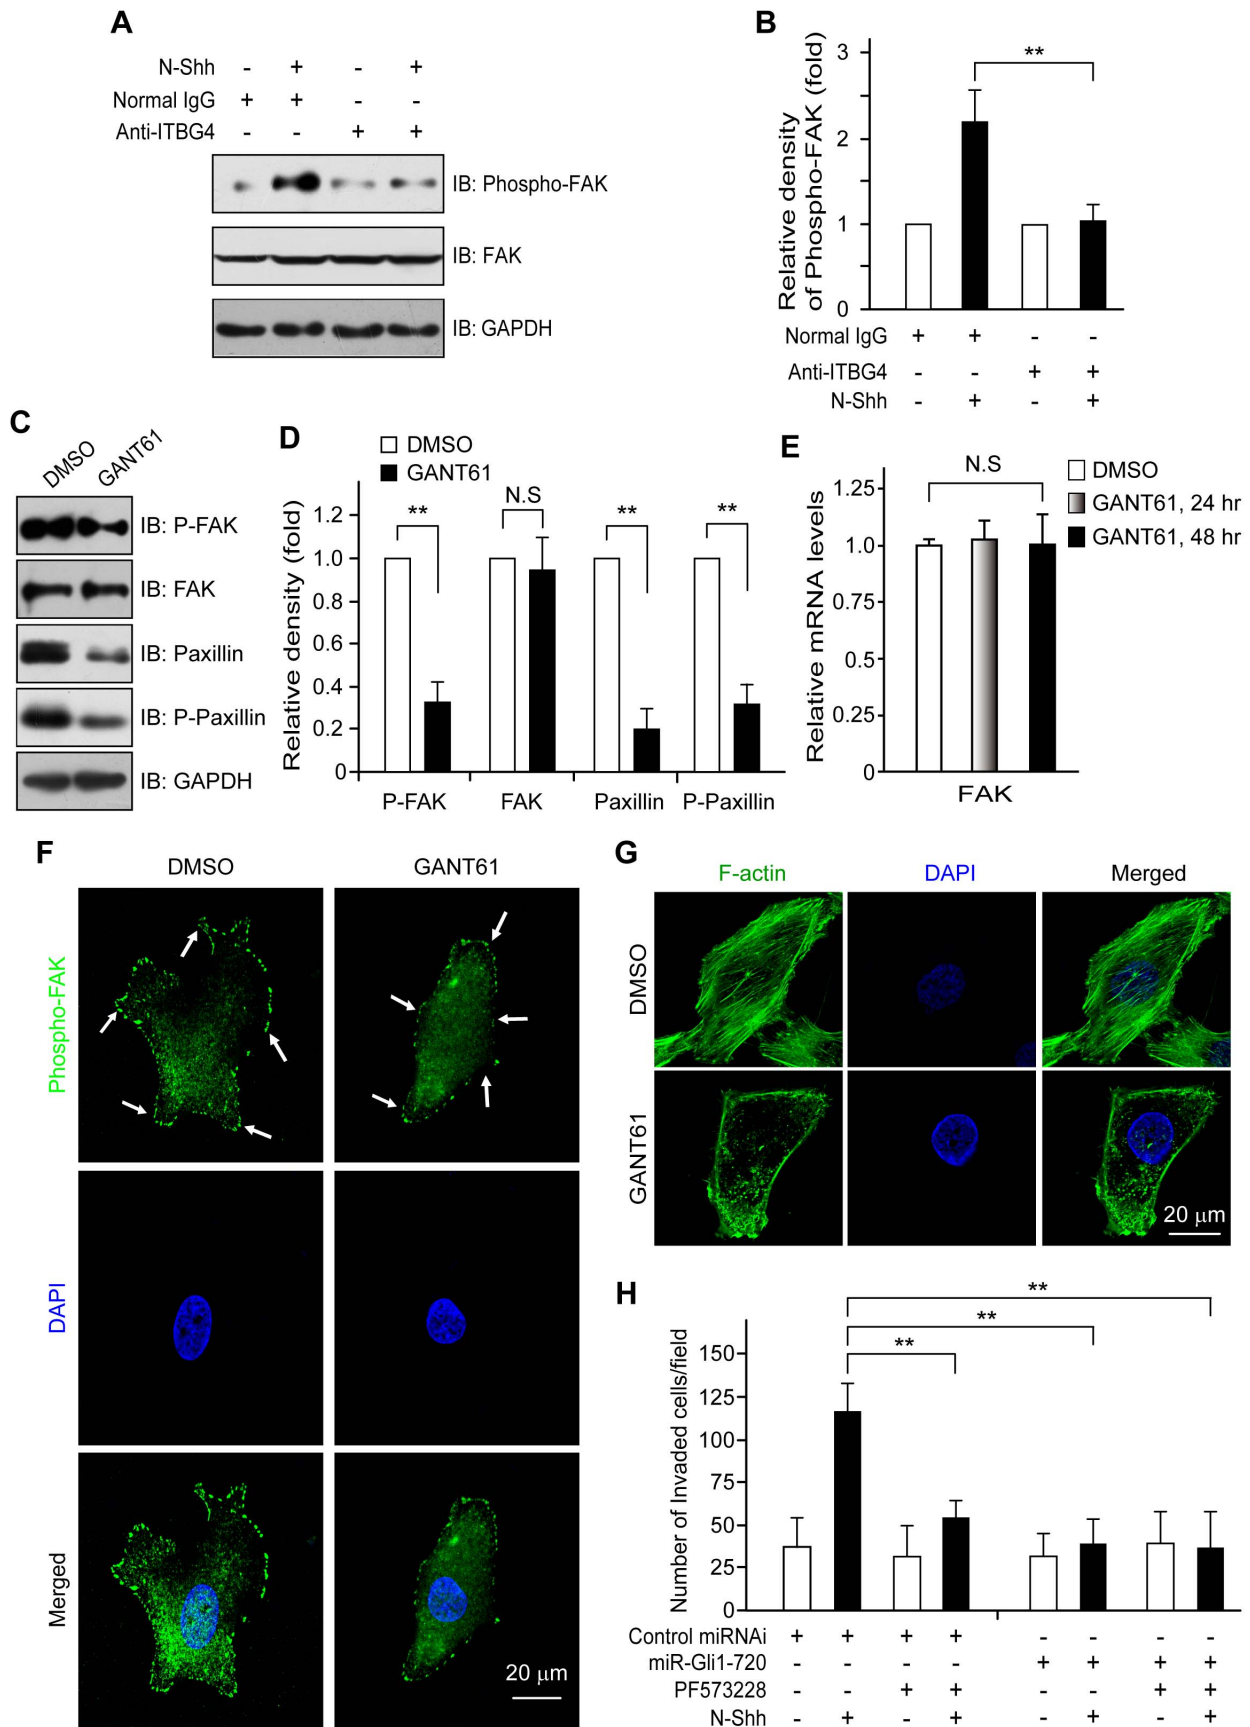 A
N-Shh - + - +
Normal IgG + + - -
Anti-ITBG4 - - + +
IB: Phospho-FAK
IB: FAK
IB: GAPDH
B
Relative density
of Phospho-FAK (fold)
3
2
1
0
**
Normal IgG + + - -
Anti-ITBG4 - - + +
N-Shh - + - +
C
DMSO GANT61
IB: P-FAK
IB: FAK
IB: Paxillin
IB: P-Paxillin
IB: GAPDH
D
DMSO
GANT61
Relative density (fold)
1.2
1.0
0.8
0.6
0.4
0.2
0
** N.S ** **
P-FAK FAK Paxillin P-Paxillin
E
N.S
DMSO
GANT61, 24 hr
GANT61, 48 hr
Relative mRNA levels
1.25
1.0
0.75
0.5
0.25
0
FAK
F
DMSO GANT61
Phospho-FAK
DAPI
Merged
20 μm
G
F-actin DAPI Merged
DMSO
GANT61
20 μm
H
Number of Invaded cells/field
150
125
100
75
50
25
0
**
**
**
Control miRNAi + + + + - - - -
miR-Gli1-720 - - - - + + + +
PF573228 - - + + - - + +
N-Shh - + - + - + - +